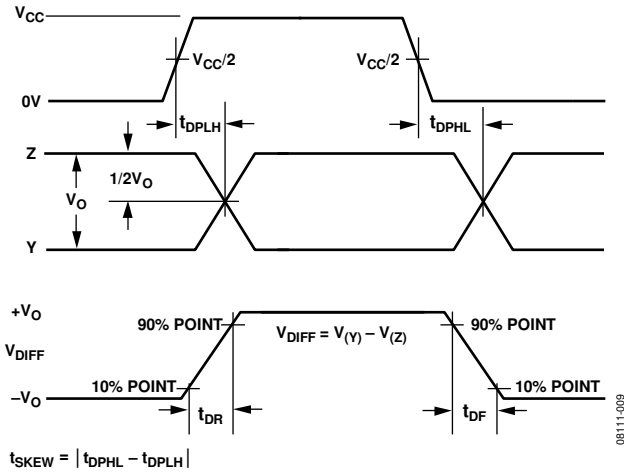 VCC
VCC/2
VCC/2
0V
tDPLH
tDPHL
Z
1/2VO
VO
Y
+VO
90% POINT
VDIFF = V(Y) – V(Z)
90% POINT
VDIFF
10% POINT
10% POINT
–VO
tDR
tDF
tSKEW = |tDPHL – tDPLH|
08111-009